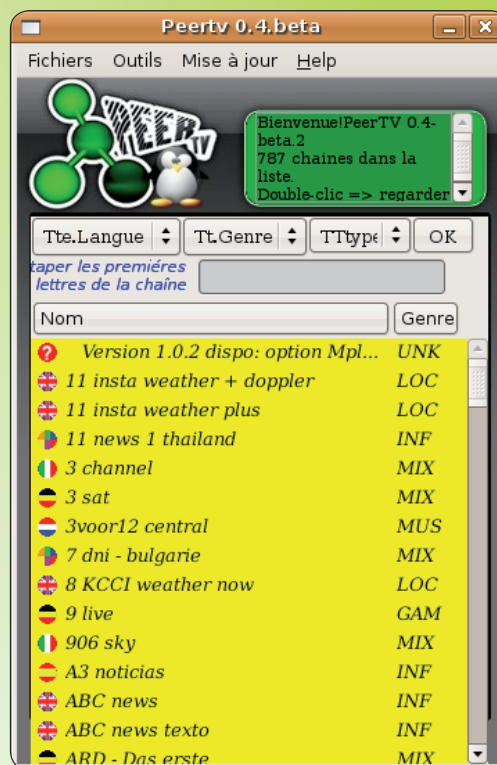 Peertv 0.4.beta
Fichiers Outils Mise à jour Help
PEER
TV
Bienvenue!PeerTV 0.4-
beta.2
787 chaines dans la
liste.
Double-clic => regarder
Tte.Langue Tt.Genre TTtype OK
taper les premiéres
lettres de la chaîne
Nom Genre
Version 1.0.2 dispo: option Mpl... UNK
11 insta weather + doppler LOC
11 insta weather plus LOC
11 news 1 thailand INF
3 channel MIX
3 sat MIX
3voor12 central MUS
7 dni - bulgarie MIX
8 KCCI weather now LOC
9 live GAM
906 sky MIX
A3 noticias INF
ABC news INF
ABC news texto INF
ARD - Das erste MIX